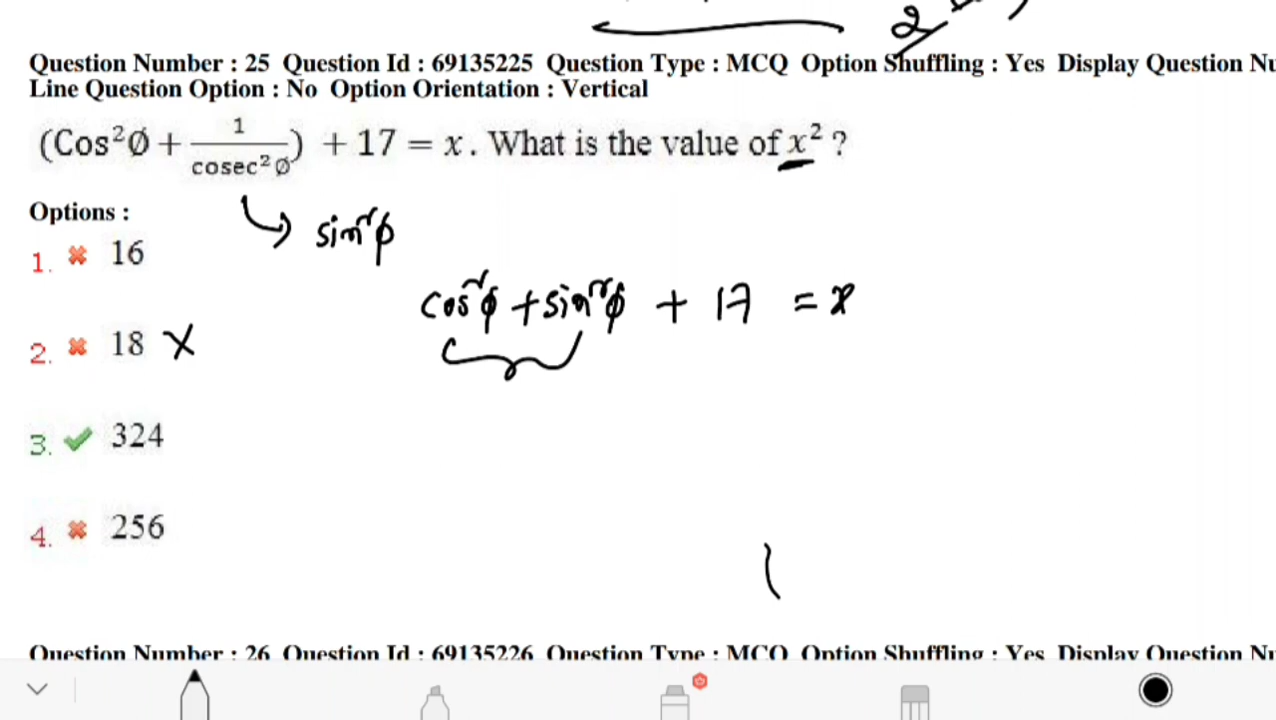 2
Question Number : 25 Question Id : 69135225 Question Type : MCQ Option Shuffling : Yes Display Question Nu
Line Question Option : No Option Orientation : Vertical
(Cos²Ø + 1/cosec²Ø) + 17 = x . What is the value of x² ?
Options :
sin²ϕ
1. ✖ 16
cos²ϕ + sin²ϕ + 17 = x
2. ✖ 18 X
3. ✔ 324
4. ✖ 256
(
Question Number : 26 Question Id : 69135226 Question Type : MCQ Option Shuffling : Yes Display Question Nu